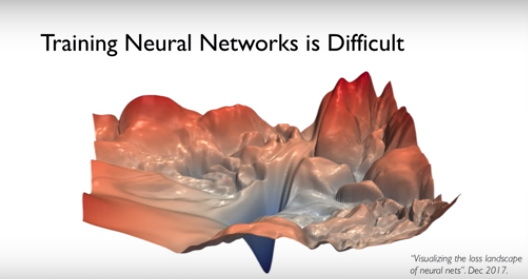 Training Neural Networks is Difficult
"Visualizing the loss landscape
of neural nets". Dec 2017.